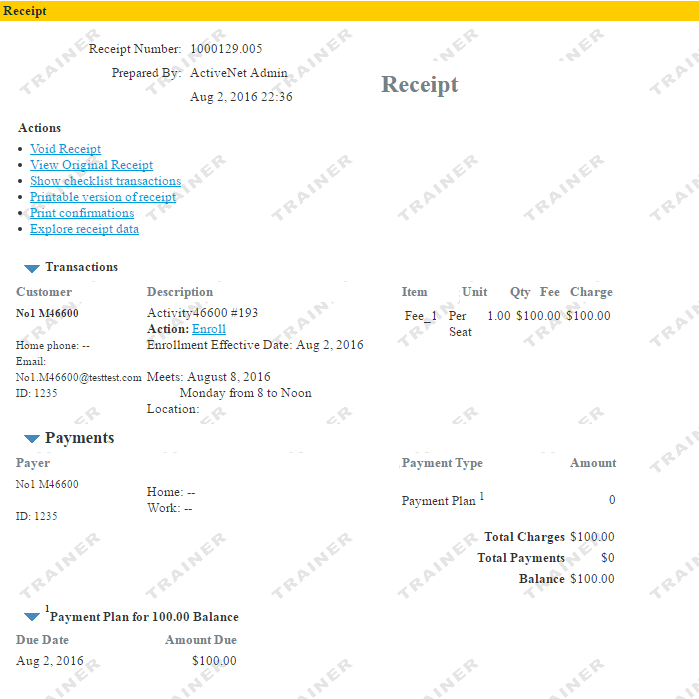 Receipt
Receipt Number: 1000129.005
Prepared By: ActiveNet Admin
Aug 2, 2016 22:36
Receipt
Actions
Void Receipt
View Original Receipt
Show checklist transactions
Printable version of receipt
Print confirmations
Explore receipt data
Transactions
Customer Description Item Unit Qty Fee Charge
No1 M46600 Activity46600 #193 Fee_1 Per 1.00 $100.00 $100.00
Action: Enroll Seat
Home phone: -- Enrollment Effective Date: Aug 2, 2016
Email:
No1.M46600@testtest.com Meets: August 8, 2016
ID: 1235 Monday from 8 to Noon
Location:
Payments
Payer Payment Type Amount
No1 M46600
Home: --
Payment Plan 1 0
Work: --
ID: 1235
Total Charges $100.00
Total Payments $0
Balance $100.00
1Payment Plan for 100.00 Balance
Due Date Amount Due
Aug 2, 2016 $100.00
TRAINER